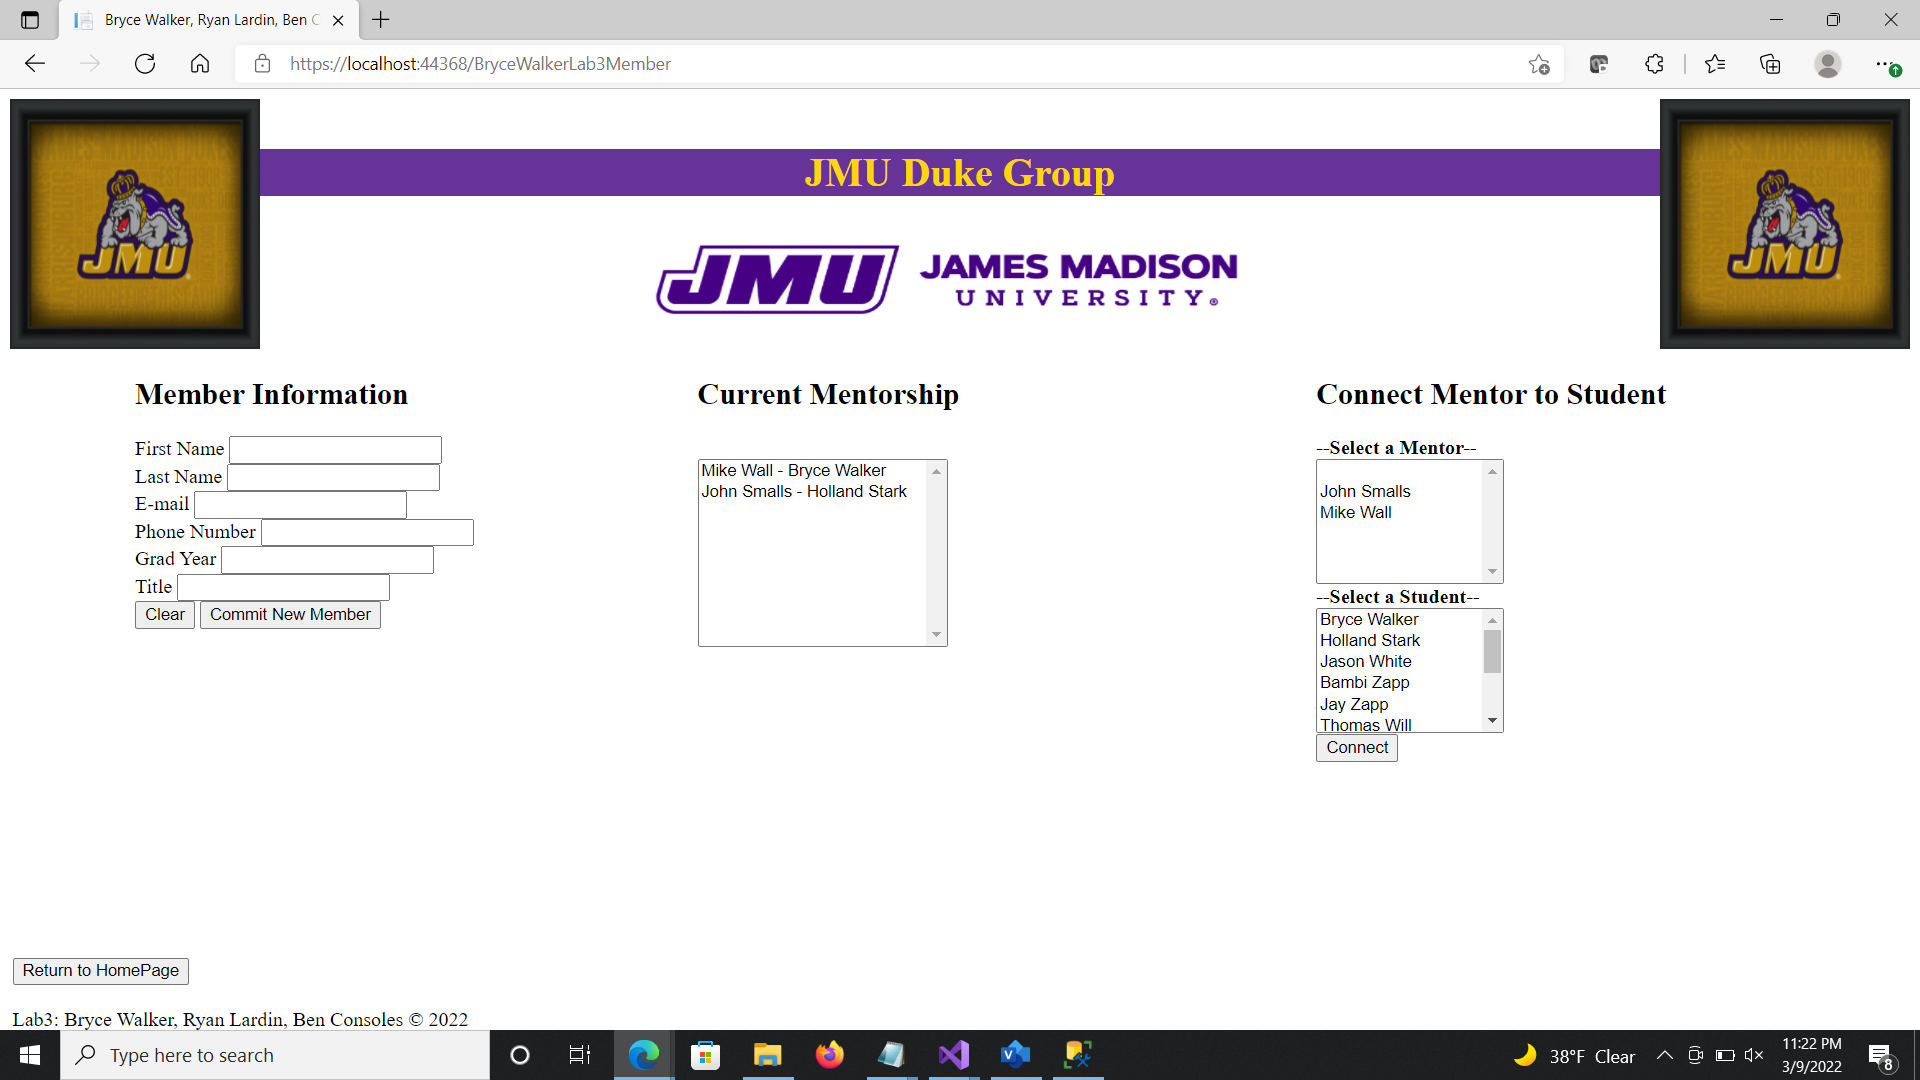 Bryce Walker, Ryan Lardin, Ben C
https://localhost:44368/BryceWalkerLab3Member
JMU Duke Group
JMU
JMU
JMU JAMES MADISON
UNIVERSITY®
Member Information
First Name
Last Name
E-mail
Phone Number
Grad Year
Title
Clear
Commit New Member
Current Mentorship
Mike Wall - Bryce Walker
John Smalls - Holland Stark
Connect Mentor to Student
--Select a Mentor--
John Smalls
Mike Wall
--Select a Student--
Bryce Walker
Holland Stark
Jason White
Bambi Zapp
Jay Zapp
Thomas Will
Connect
Return to HomePage
Lab3: Bryce Walker, Ryan Lardin, Ben Consoles © 2022
Type here to search
38°F Clear
11:22 PM
3/9/2022
8